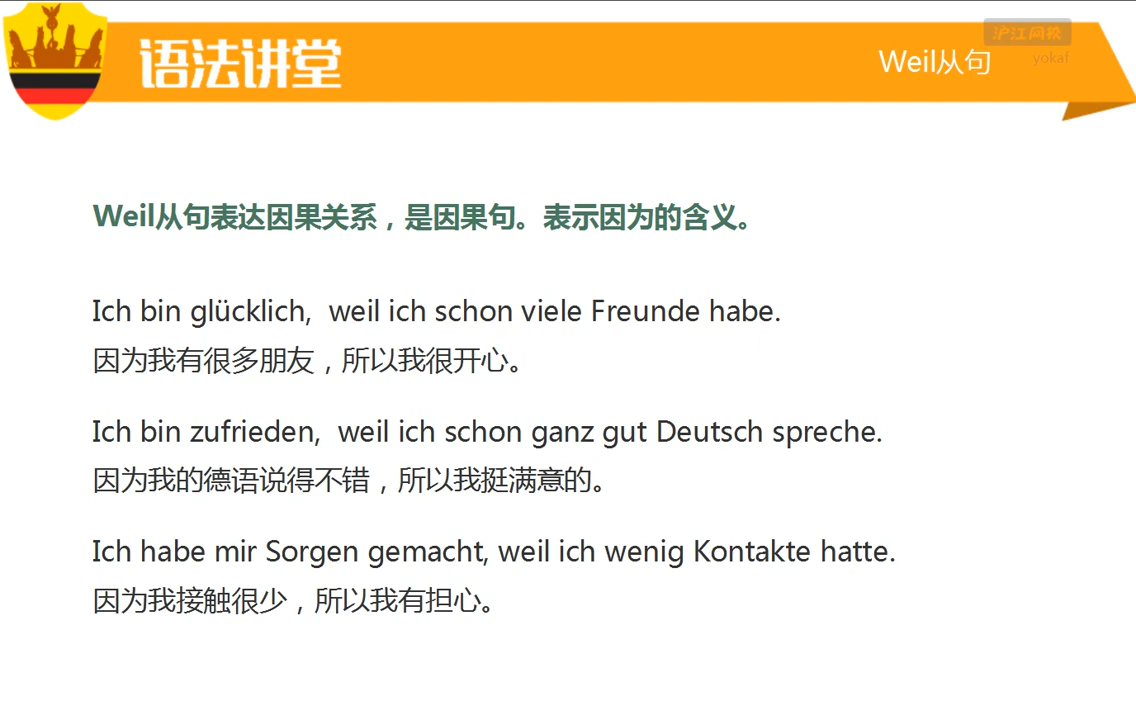 语法讲堂
Weil从句
沪江网校
yokaf
Weil从句表达因果关系，是因果句。表示因为的含义。
Ich bin glücklich, weil ich schon viele Freunde habe.
因为我有很多朋友，所以我很开心。
Ich bin zufrieden, weil ich schon ganz gut Deutsch spreche.
因为我的德语说得不错，所以我挺满意的。
Ich habe mir Sorgen gemacht, weil ich wenig Kontakte hatte.
因为我接触很少，所以我有担心。